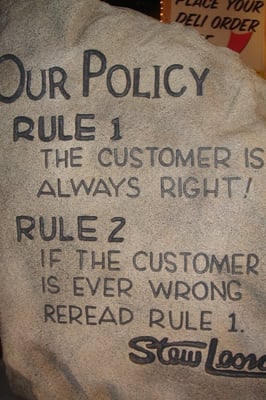 PLACE YOUR
DELI ORDER
OUR POLICY
RULE 1
THE CUSTOMER IS
ALWAYS RIGHT!
RULE 2
IF THE CUSTOMER
IS EVER WRONG
REREAD RULE 1.
Stew Leona